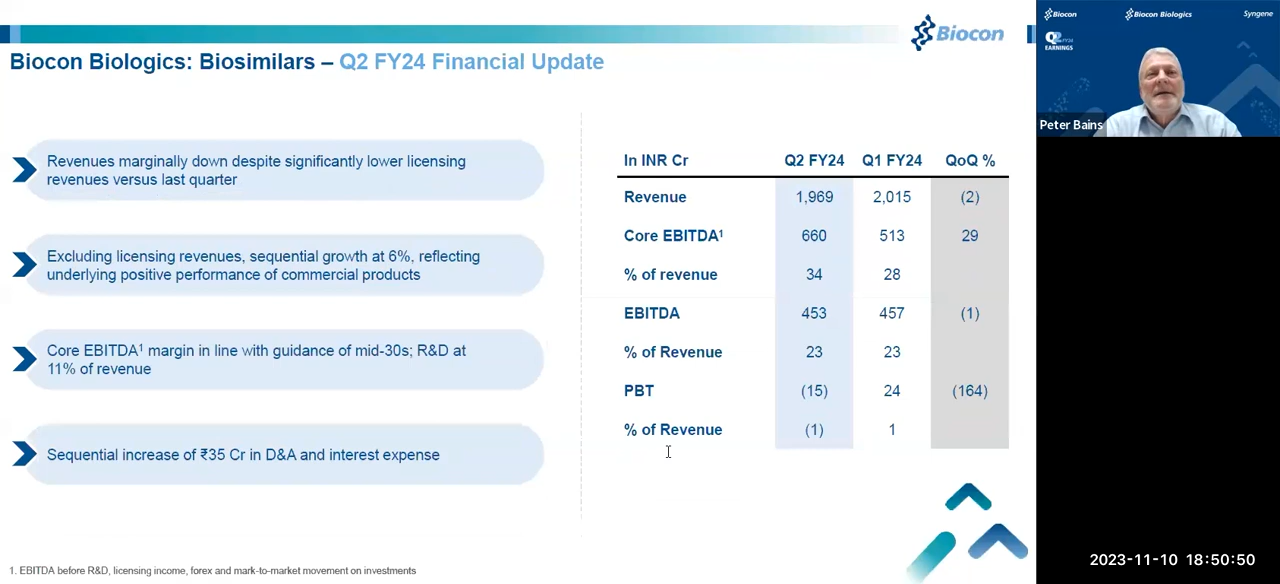 Biocon
Biocon Biologics: Biosimilars – Q2 FY24 Financial Update
Revenues marginally down despite significantly lower licensing
revenues versus last quarter
Excluding licensing revenues, sequential growth at 6%, reflecting
underlying positive performance of commercial products
Core EBITDA¹ margin in line with guidance of mid-30s; R&D at
11% of revenue
Sequential increase of ₹35 Cr in D&A and interest expense
In INR Cr Q2 FY24 Q1 FY24 QoQ %
Revenue 1,969 2,015 (2)
Core EBITDA¹ 660 513 29
% of revenue 34 28
EBITDA 453 457 (1)
% of Revenue 23 23
PBT (15) 24 (164)
% of Revenue (1) 1
1. EBITDA before R&D, licensing income, forex and mark-to-market movement on investments
Biocon Biocon Biologics Syngene
Q2 FY24
EARNINGS
Peter Bains
2023-11-10 18:50:50